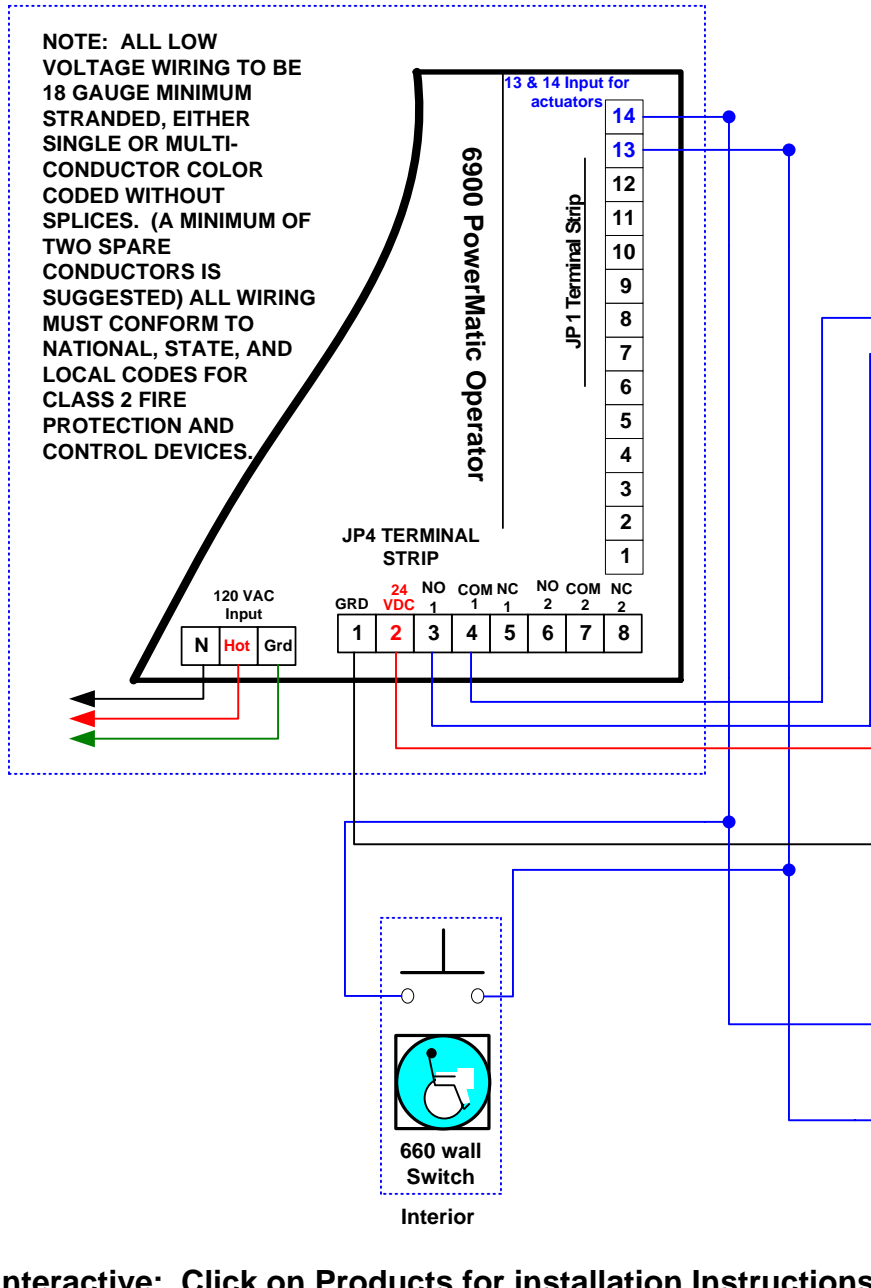 NOTE: ALL LOW
VOLTAGE WIRING TO BE
18 GAUGE MINIMUM
STRANDED, EITHER
SINGLE OR MULTI-
CONDUCTOR COLOR
CODED WITHOUT
SPLICES. (A MINIMUM OF
TWO SPARE
CONDUCTORS IS
SUGGESTED) ALL WIRING
MUST CONFORM TO
NATIONAL, STATE, AND
LOCAL CODES FOR
CLASS 2 FIRE
PROTECTION AND
CONTROL DEVICES.
13 & 14 Input for
actuators
6900 PowerMatic Operator
JP 1 Terminal Strip
14
13
12
11
10
9
8
7
6
5
4
3
2
1
JP4 TERMINAL
STRIP
120 VAC
Input
N Hot Grd
GRD 24 VDC NO 1 COM 1 NC 1 NO 2 COM 2 NC 2
1 2 3 4 5 6 7 8
660 wall
Switch
Interior
nteractive: Click on Products for installation Instructions